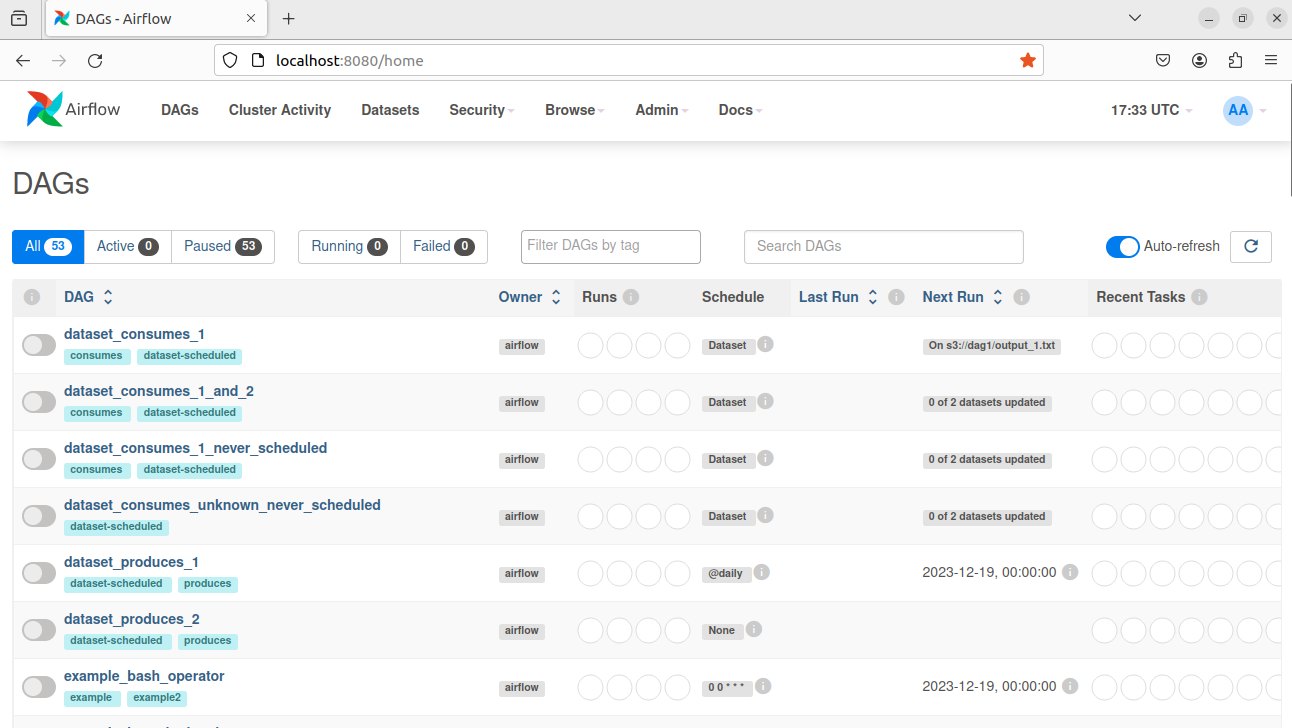 DAGs - Airflow
localhost:8080/home
Airflow DAGs Cluster Activity Datasets Security Browse Admin Docs 17:33 UTC AA
DAGs
All 53 Active 0 Paused 53 Running 0 Failed 0 Filter DAGs by tag Search DAGs Auto-refresh
DAG Owner Runs Schedule Last Run Next Run Recent Tasks
dataset_consumes_1
consumes dataset-scheduled airflow Dataset On s3://dag1/output_1.txt
dataset_consumes_1_and_2
consumes dataset-scheduled airflow Dataset 0 of 2 datasets updated
dataset_consumes_1_never_scheduled
consumes dataset-scheduled airflow Dataset 0 of 2 datasets updated
dataset_consumes_unknown_never_scheduled
dataset-scheduled airflow Dataset 0 of 2 datasets updated
dataset_produces_1
dataset-scheduled produces airflow @daily 2023-12-19, 00:00:00
dataset_produces_2
dataset-scheduled produces airflow None
example_bash_operator
example example2 airflow 0 0 * * * 2023-12-19, 00:00:00